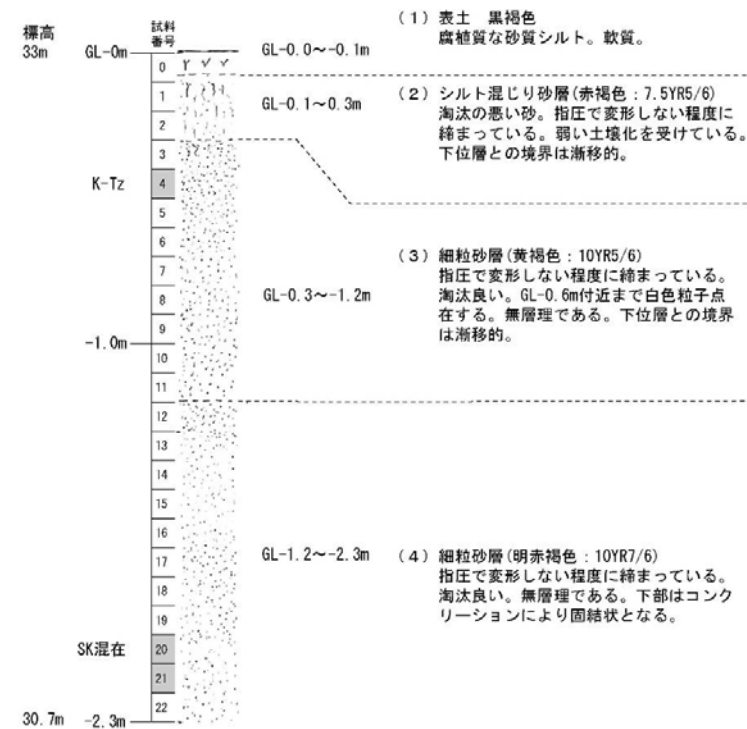 標高
33m
GL-0m
試料
番号
GL-0.0～-0.1m
(1) 表土 黒褐色
腐植質な砂質シルト。軟質。
0
1
2
3
4
5
6
7
8
9
10
11
12
13
14
15
16
17
18
19
20
21
22
GL-0.1～0.3m
(2) シルト混じり砂層(赤褐色：7.5YR5/6)
淘汰の悪い砂。指圧で変形しない程度に
締まっている。弱い土壌化を受けている。
下位層との境界は漸移的。
K-Tz
GL-0.3～-1.2m
(3) 細粒砂層(黄褐色：10YR5/6)
指圧で変形しない程度に締まっている。
淘汰良い。GL-0.6m付近まで白色粒子点
在する。無層理である。下位層との境界
は漸移的。
-1.0m
GL-1.2～-2.3m
(4) 細粒砂層(明赤褐色：10YR7/6)
指圧で変形しない程度に締まっている。
淘汰良い。無層理である。下部はコンク
リーションにより固結状となる。
SK混在
30.7m
-2.3m